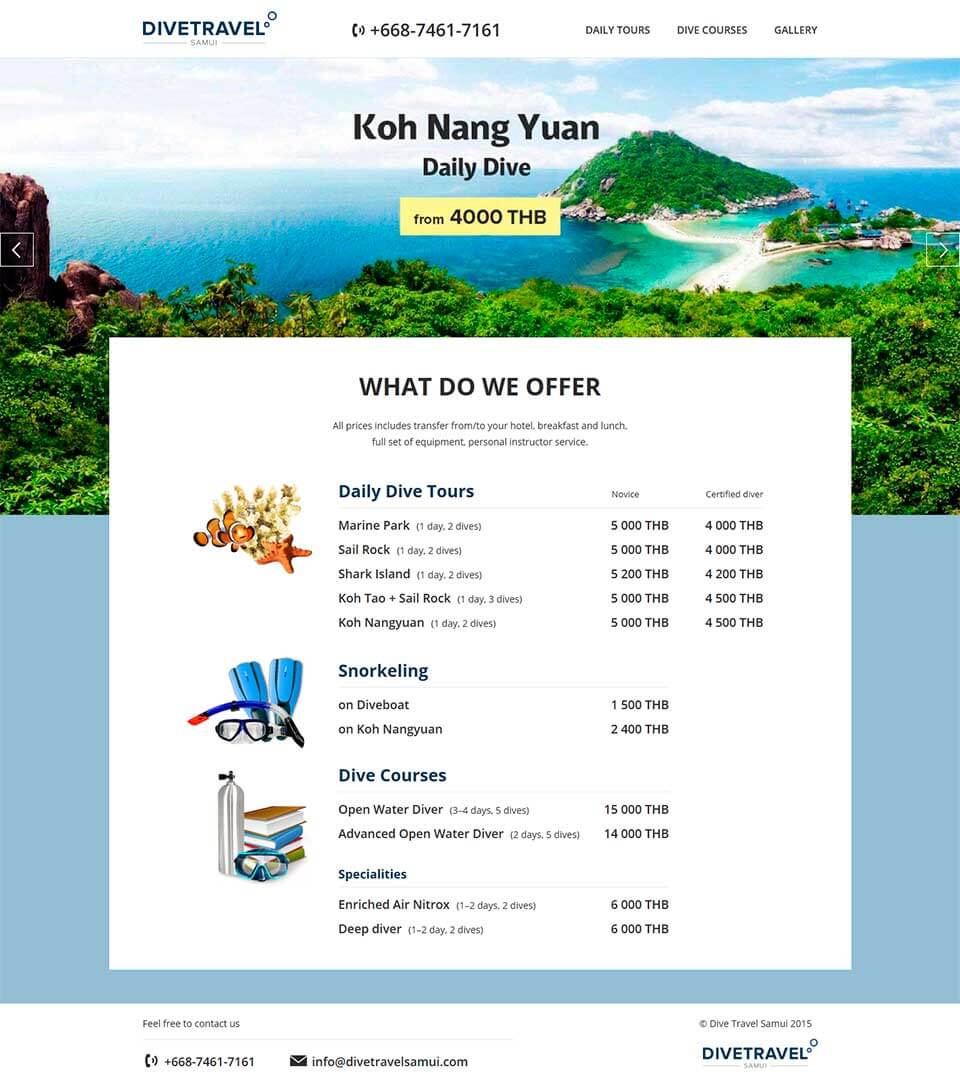 DIVETRAVEL
SAMUI
+668-7461-7161
DAILY TOURS DIVE COURSES GALLERY
Koh Nang Yuan
Daily Dive
from 4000 THB
WHAT DO WE OFFER
All prices includes transfer from/to your hotel, breakfast and lunch,
full set of equipment, personal instructor service.
Daily Dive Tours Novice Certified diver
Marine Park (1 day, 2 dives) 5 000 THB 4 000 THB
Sail Rock (1 day, 2 dives) 5 000 THB 4 000 THB
Shark Island (1 day, 2 dives) 5 200 THB 4 200 THB
Koh Tao + Sail Rock (1 day, 3 dives) 5 000 THB 4 500 THB
Koh Nangyuan (1 day, 2 dives) 5 000 THB 4 500 THB
Snorkeling
on Diveboat 1 500 THB
on Koh Nangyuan 2 400 THB
Dive Courses
Open Water Diver (3–4 days, 5 dives) 15 000 THB
Advanced Open Water Diver (2 days, 5 dives) 14 000 THB
Specialities
Enriched Air Nitrox (1–2 days, 2 dives) 6 000 THB
Deep diver (1–2 day, 2 dives) 6 000 THB
Feel free to contact us
+668-7461-7161 info@divetravelsamui.com
© Dive Travel Samui 2015
DIVETRAVEL
SAMUI